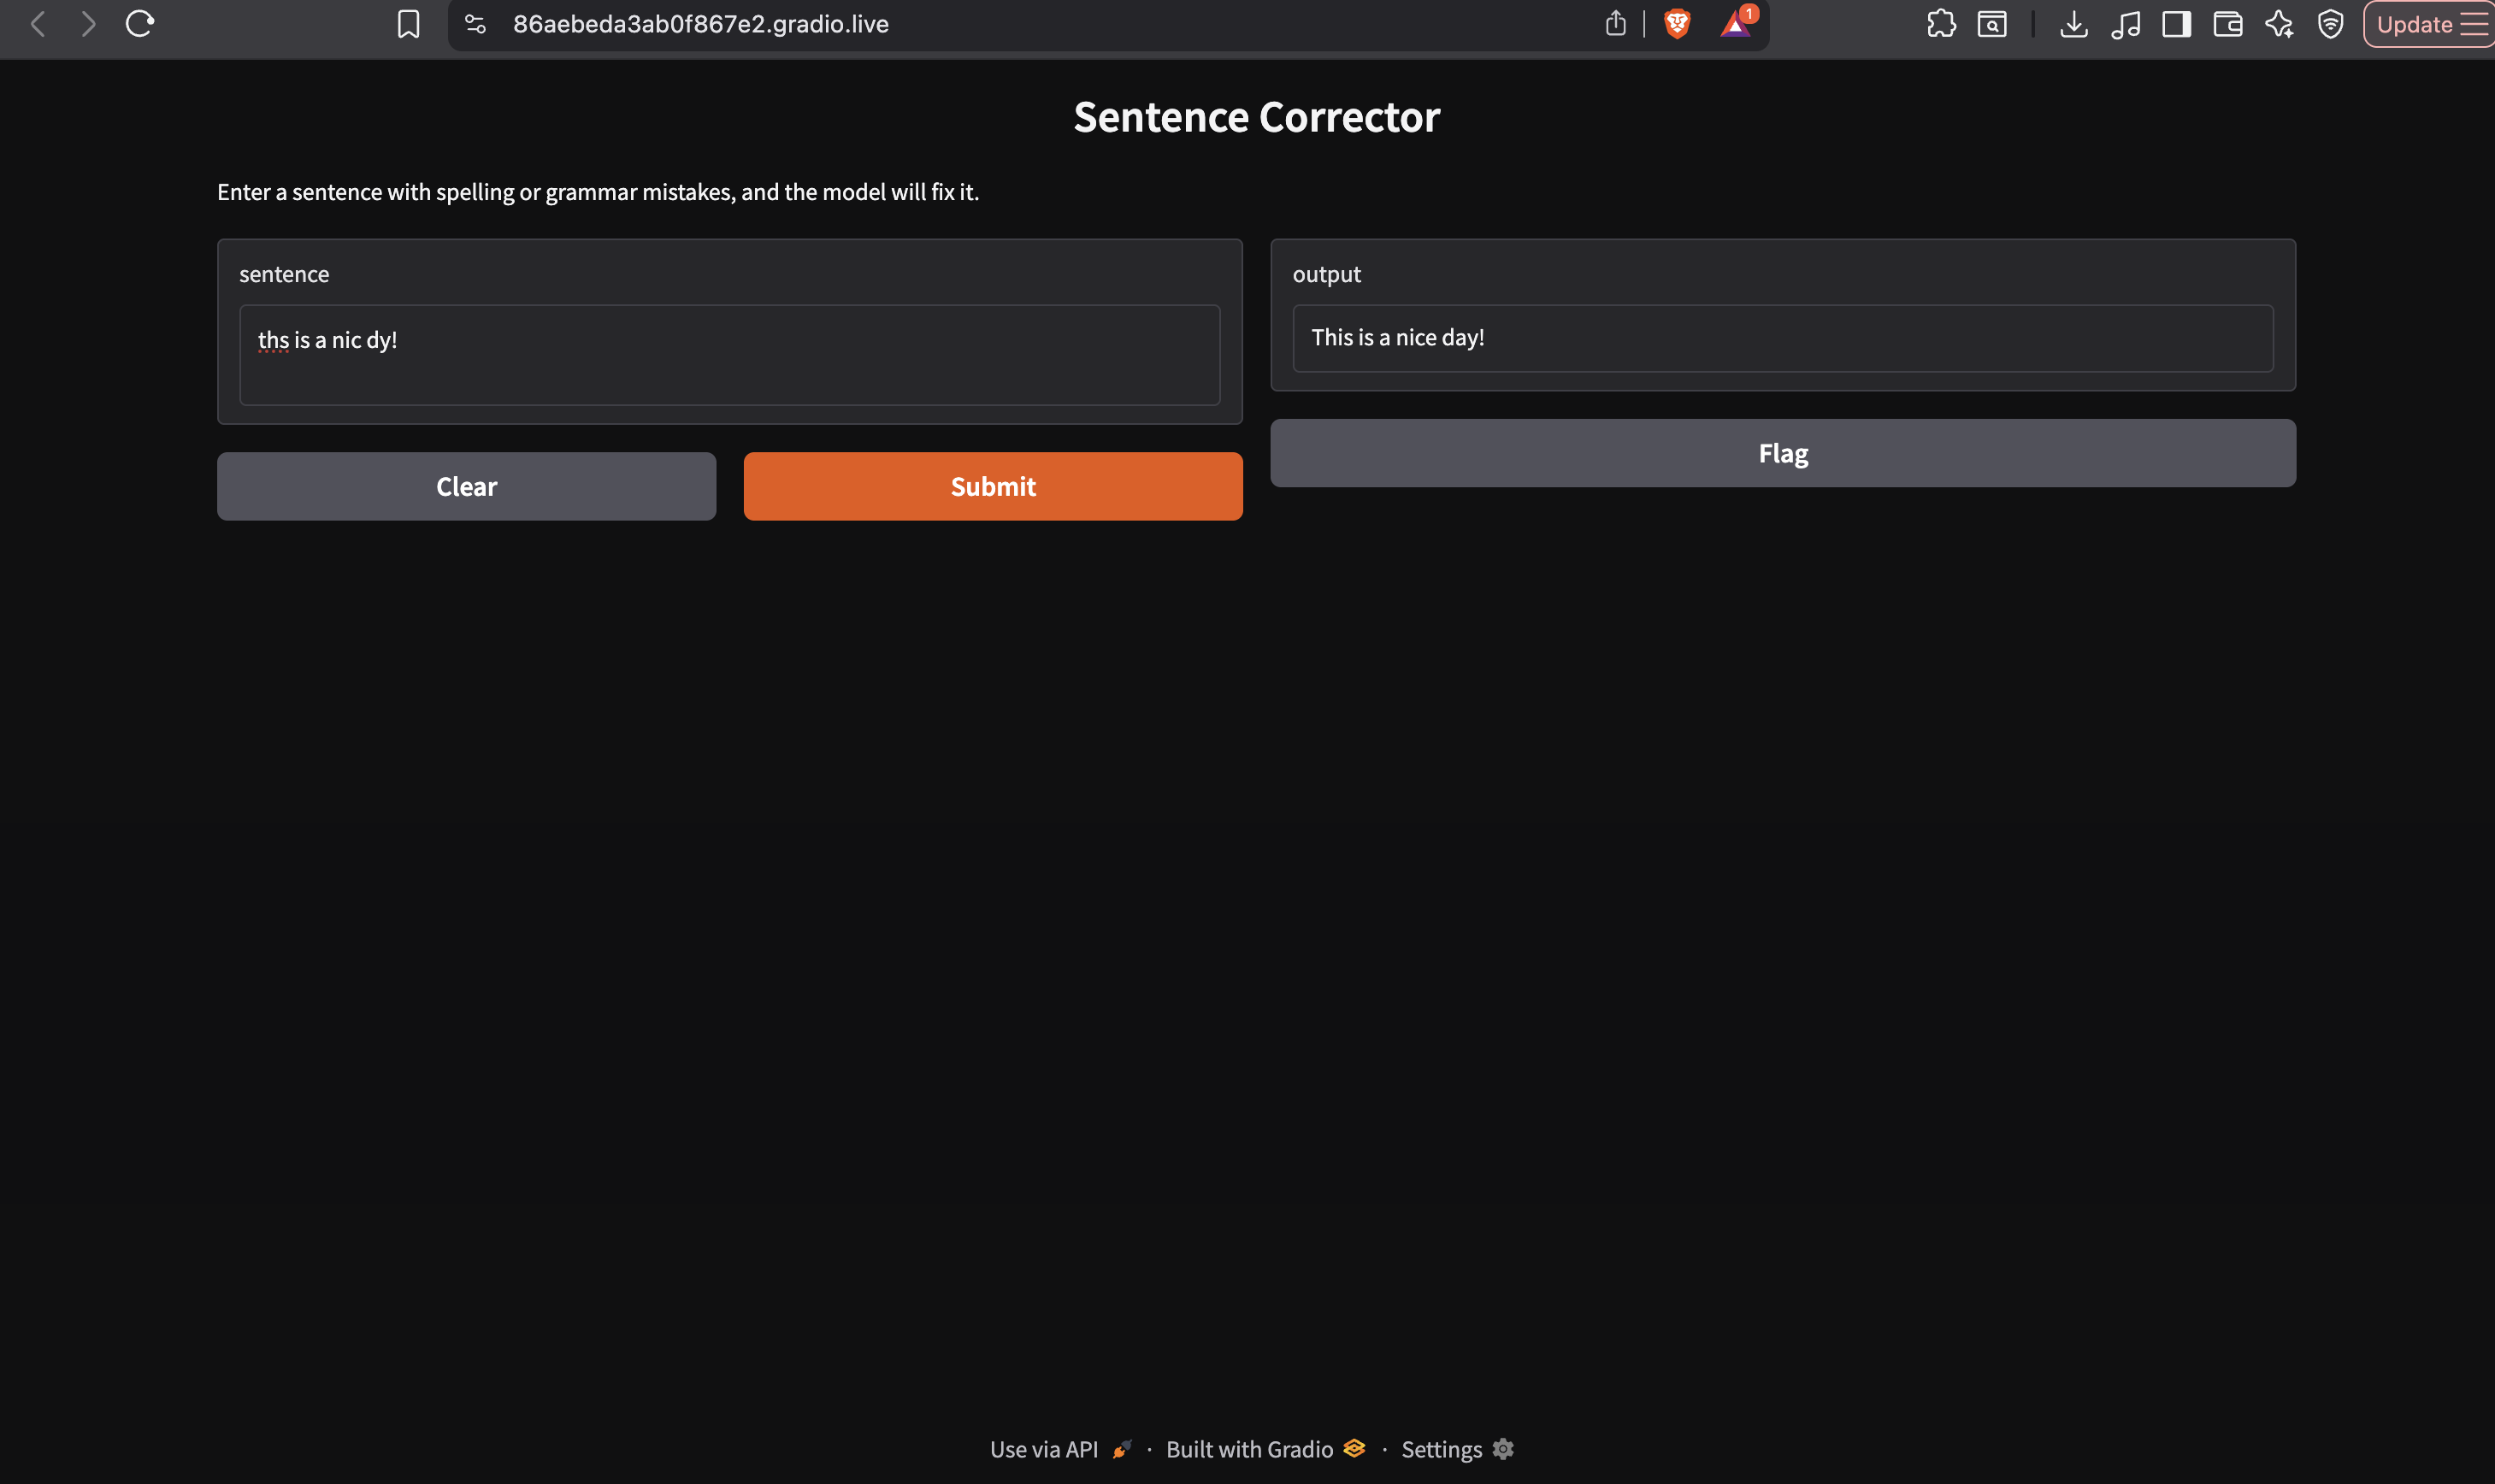 86aebeda3ab0f867e2.gradio.live
1
Update
Sentence Corrector
Enter a sentence with spelling or grammar mistakes, and the model will fix it.
sentence
ths is a nic dy!
Clear
Submit
output
This is a nice day!
Flag
Use via API · Built with Gradio · Settings